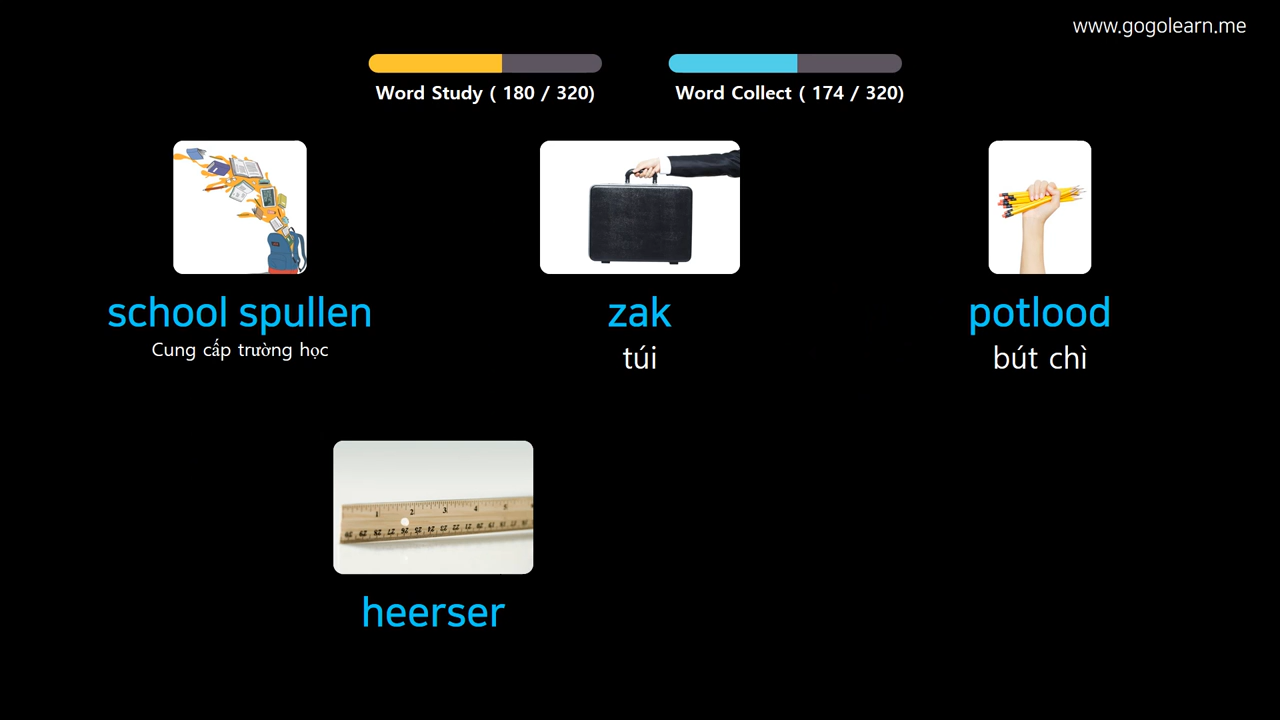 www.gogolearn.me
Word Study ( 180 / 320)
Word Collect ( 174 / 320)
school spullen
Cung cấp trường học
zak
túi
potlood
bút chì
heerser